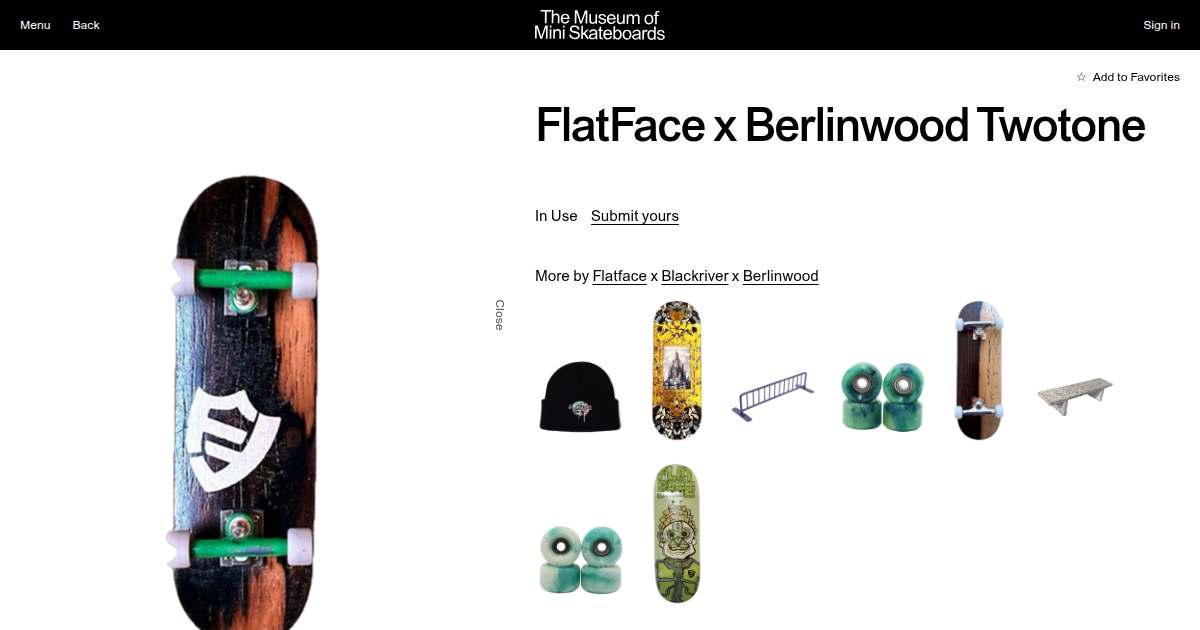 Menu Back
The Museum of
Mini Skateboards
Sign in
☆ Add to Favorites
FlatFace x Berlinwood Twotone
In Use Submit yours
More by Flatface x Blackriver x Berlinwood
Close